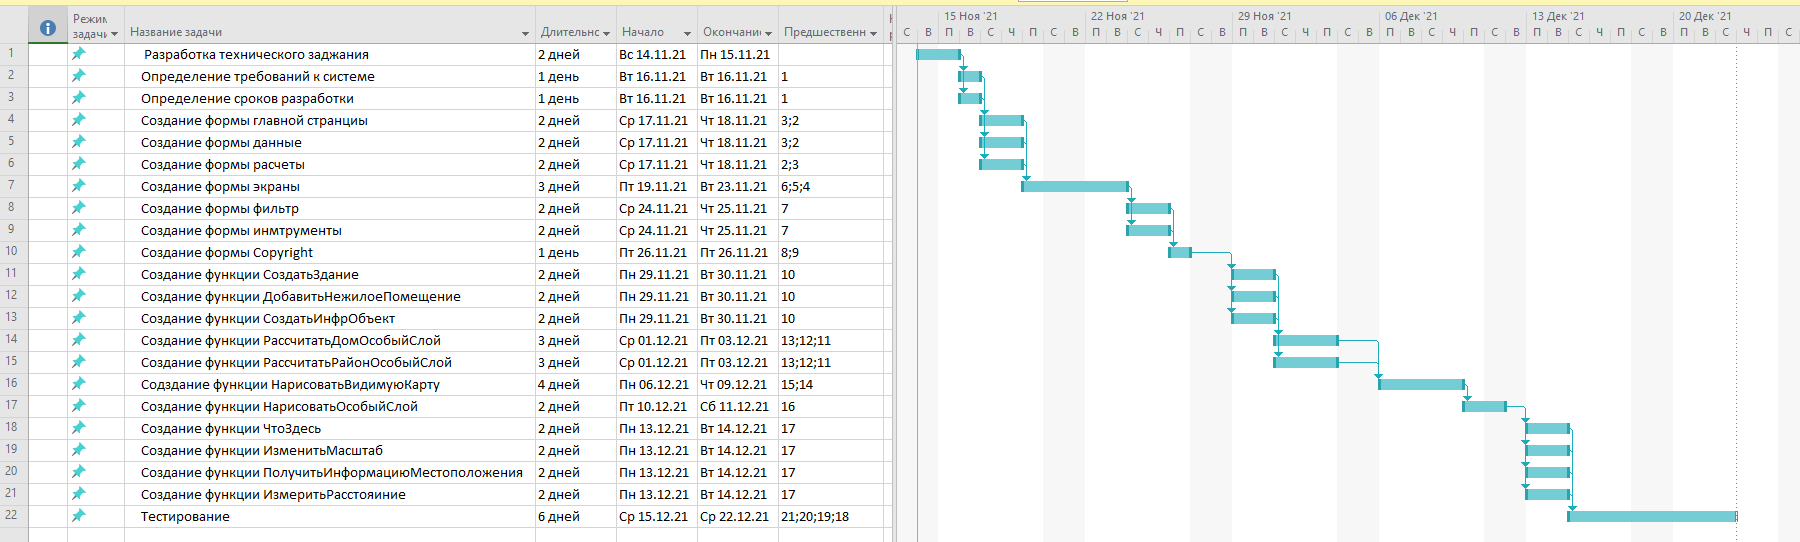 15 Ноя '21 22 Ноя '21 29 Ноя '21 06 Дек '21 13 Дек '21 20 Дек '21
Режим задачи Название задачи Длительнс Начало Окончани Предшественн
С В П С Ч П С В П С Ч П С В П С Ч П С В П С Ч П С В П С Ч П С В П С Ч П С
1 Разработка технического заджания 2 дней Вс 14.11.21 Пн 15.11.21
2 Определение требований к системе 1 день Вт 16.11.21 Вт 16.11.21 1
3 Определение сроков разработки 1 день Вт 16.11.21 Вт 16.11.21 1
4 Создание формы главной странциы 2 дней Ср 17.11.21 Чт 18.11.21 3;2
5 Создание формы данные 2 дней Ср 17.11.21 Чт 18.11.21 3;2
6 Создание формы расчеты 2 дней Ср 17.11.21 Чт 18.11.21 2;3
7 Создание формы экраны 3 дней Пт 19.11.21 Вт 23.11.21 6;5;4
8 Создание формы фильтр 2 дней Ср 24.11.21 Чт 25.11.21 7
9 Создание формы инмтрументы 2 дней Ср 24.11.21 Чт 25.11.21 7
10 Создание формы Copyright 1 день Пт 26.11.21 Пт 26.11.21 8;9
11 Создание функции СоздатьЗдание 2 дней Пн 29.11.21 Вт 30.11.21 10
12 Создание функции ДобавитьНежилоеПомещение 2 дней Пн 29.11.21 Вт 30.11.21 10
13 Создание функции СоздатьИнфрОбъект 2 дней Пн 29.11.21 Вт 30.11.21 10
14 Создание функции РассчитатьДомОсобыйСлой 3 дней Ср 01.12.21 Пт 03.12.21 13;12;11
15 Создание функции РассчитатьРайонОсобыйСлой 3 дней Ср 01.12.21 Пт 03.12.21 13;12;11
16 Содздание функции НарисоватьВидимуюКарту 4 дней Пн 06.12.21 Чт 09.12.21 15;14
17 Создание функции НарисоватьОсобыйСлой 2 дней Пт 10.12.21 Сб 11.12.21 16
18 Создание функции ЧтоЗдесь 2 дней Пн 13.12.21 Вт 14.12.21 17
19 Создание функции ИзменитьМасштаб 2 дней Пн 13.12.21 Вт 14.12.21 17
20 Создание функции ПолучитьИнформациюМестоположения 2 дней Пн 13.12.21 Вт 14.12.21 17
21 Создание функции ИзмеритьРасстояиние 2 дней Пн 13.12.21 Вт 14.12.21 17
22 Тестирование 6 дней Ср 15.12.21 Ср 22.12.21 21;20;19;18